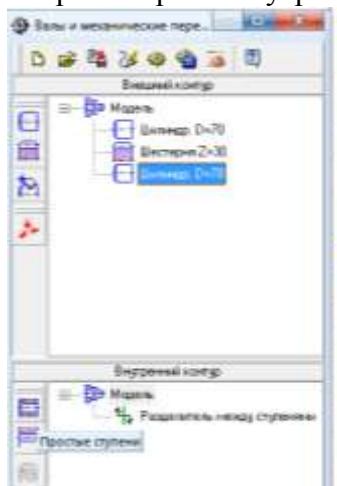 Валы и механические пере...
Внешний контур
Модель
Цилиндр D=70
Шестерня Z=30
Цилиндр D=70
Внутренний контур
Модель
Разделитель между ступенями
Простые ступени